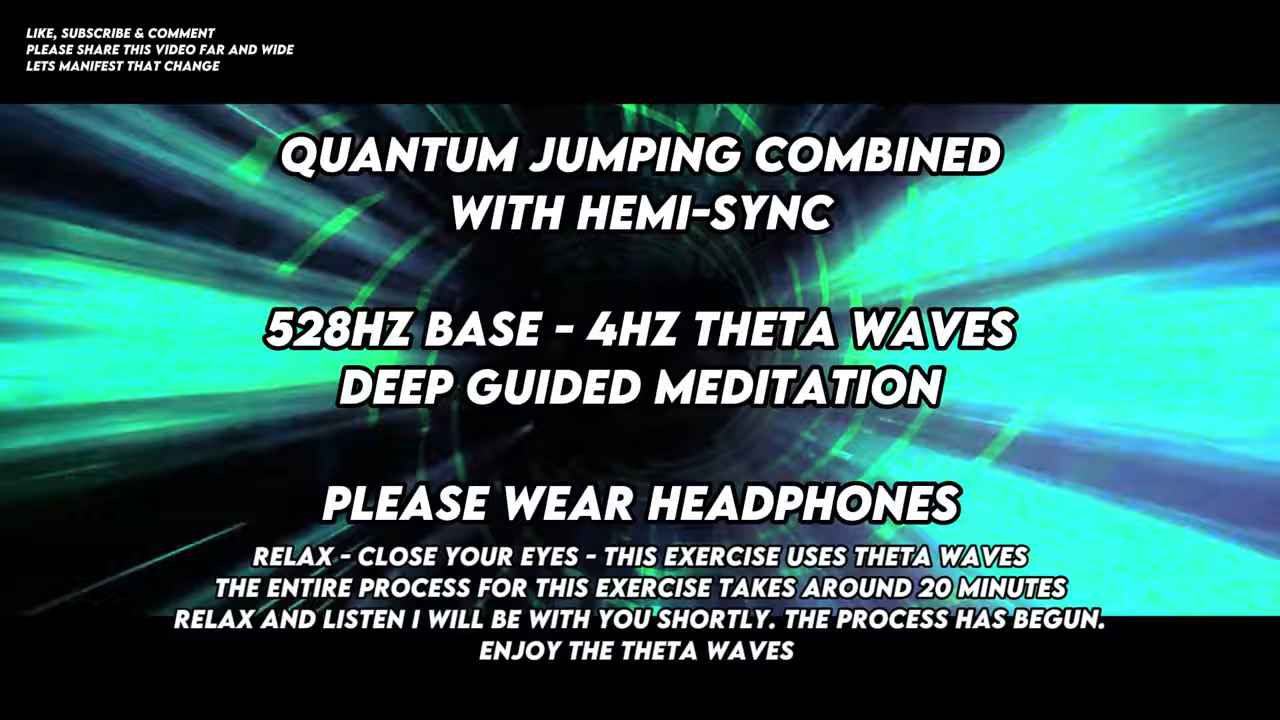 LIKE, SUBSCRIBE & COMMENT
PLEASE SHARE THIS VIDEO FAR AND WIDE
LETS MANIFEST THAT CHANGE
QUANTUM JUMPING COMBINED
WITH HEMI-SYNC
528HZ BASE - 4HZ THETA WAVES
DEEP GUIDED MEDITATION
PLEASE WEAR HEADPHONES
RELAX - CLOSE YOUR EYES - THIS EXERCISE USES THETA WAVES
THE ENTIRE PROCESS FOR THIS EXERCISE TAKES AROUND 20 MINUTES
RELAX AND LISTEN I WILL BE WITH YOU SHORTLY. THE PROCESS HAS BEGUN.
ENJOY THE THETA WAVES